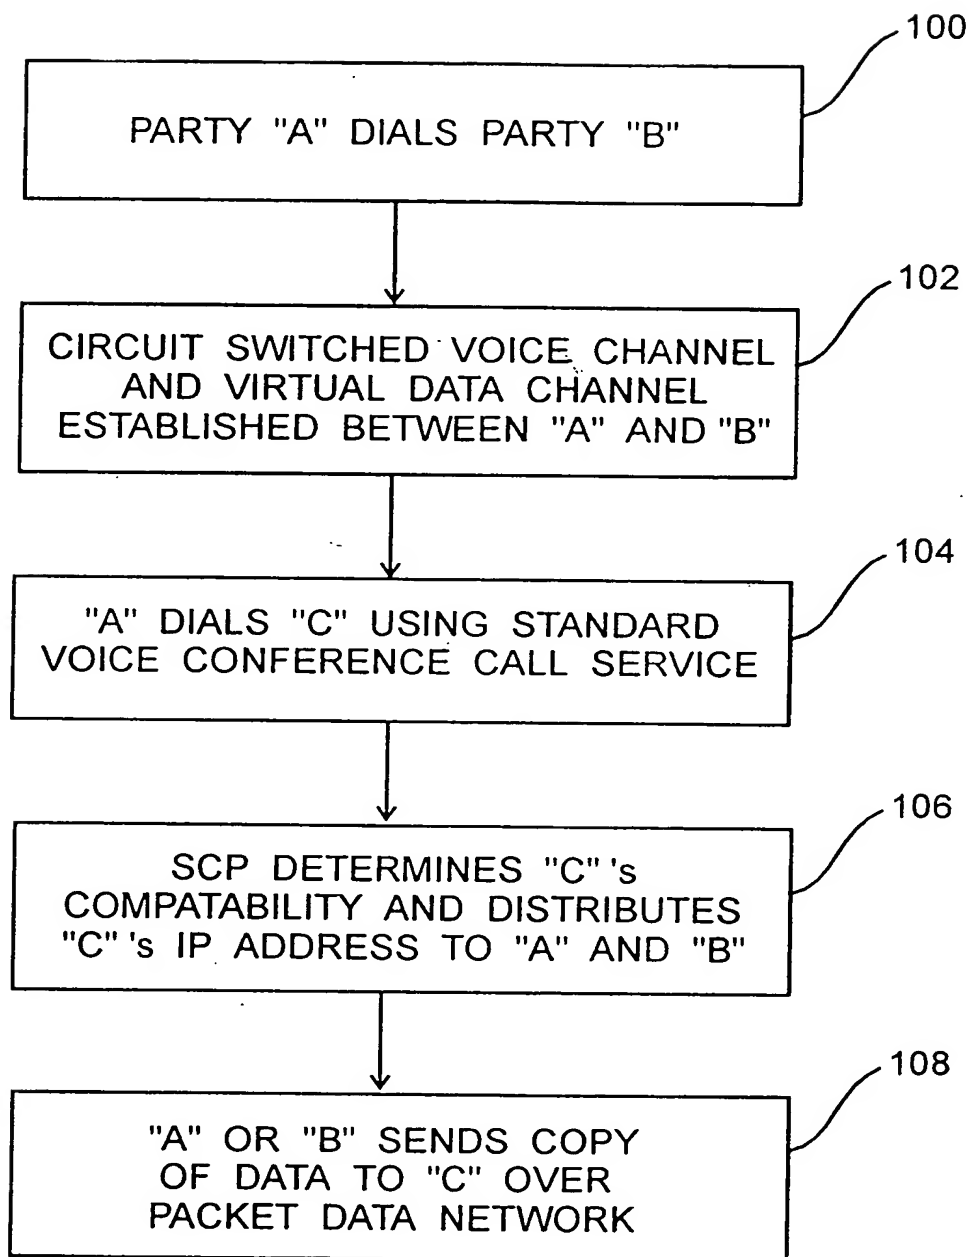 100
PARTY "A" DIALS PARTY "B"
102
CIRCUIT SWITCHED VOICE CHANNEL
AND VIRTUAL DATA CHANNEL
ESTABLISHED BETWEEN "A" AND "B"
104
"A" DIALS "C" USING STANDARD
VOICE CONFERENCE CALL SERVICE
106
SCP DETERMINES "C"'s
COMPATABILITY AND DISTRIBUTES
"C"'s IP ADDRESS TO "A" AND "B"
108
"A" OR "B" SENDS COPY
OF DATA TO "C" OVER
PACKET DATA NETWORK